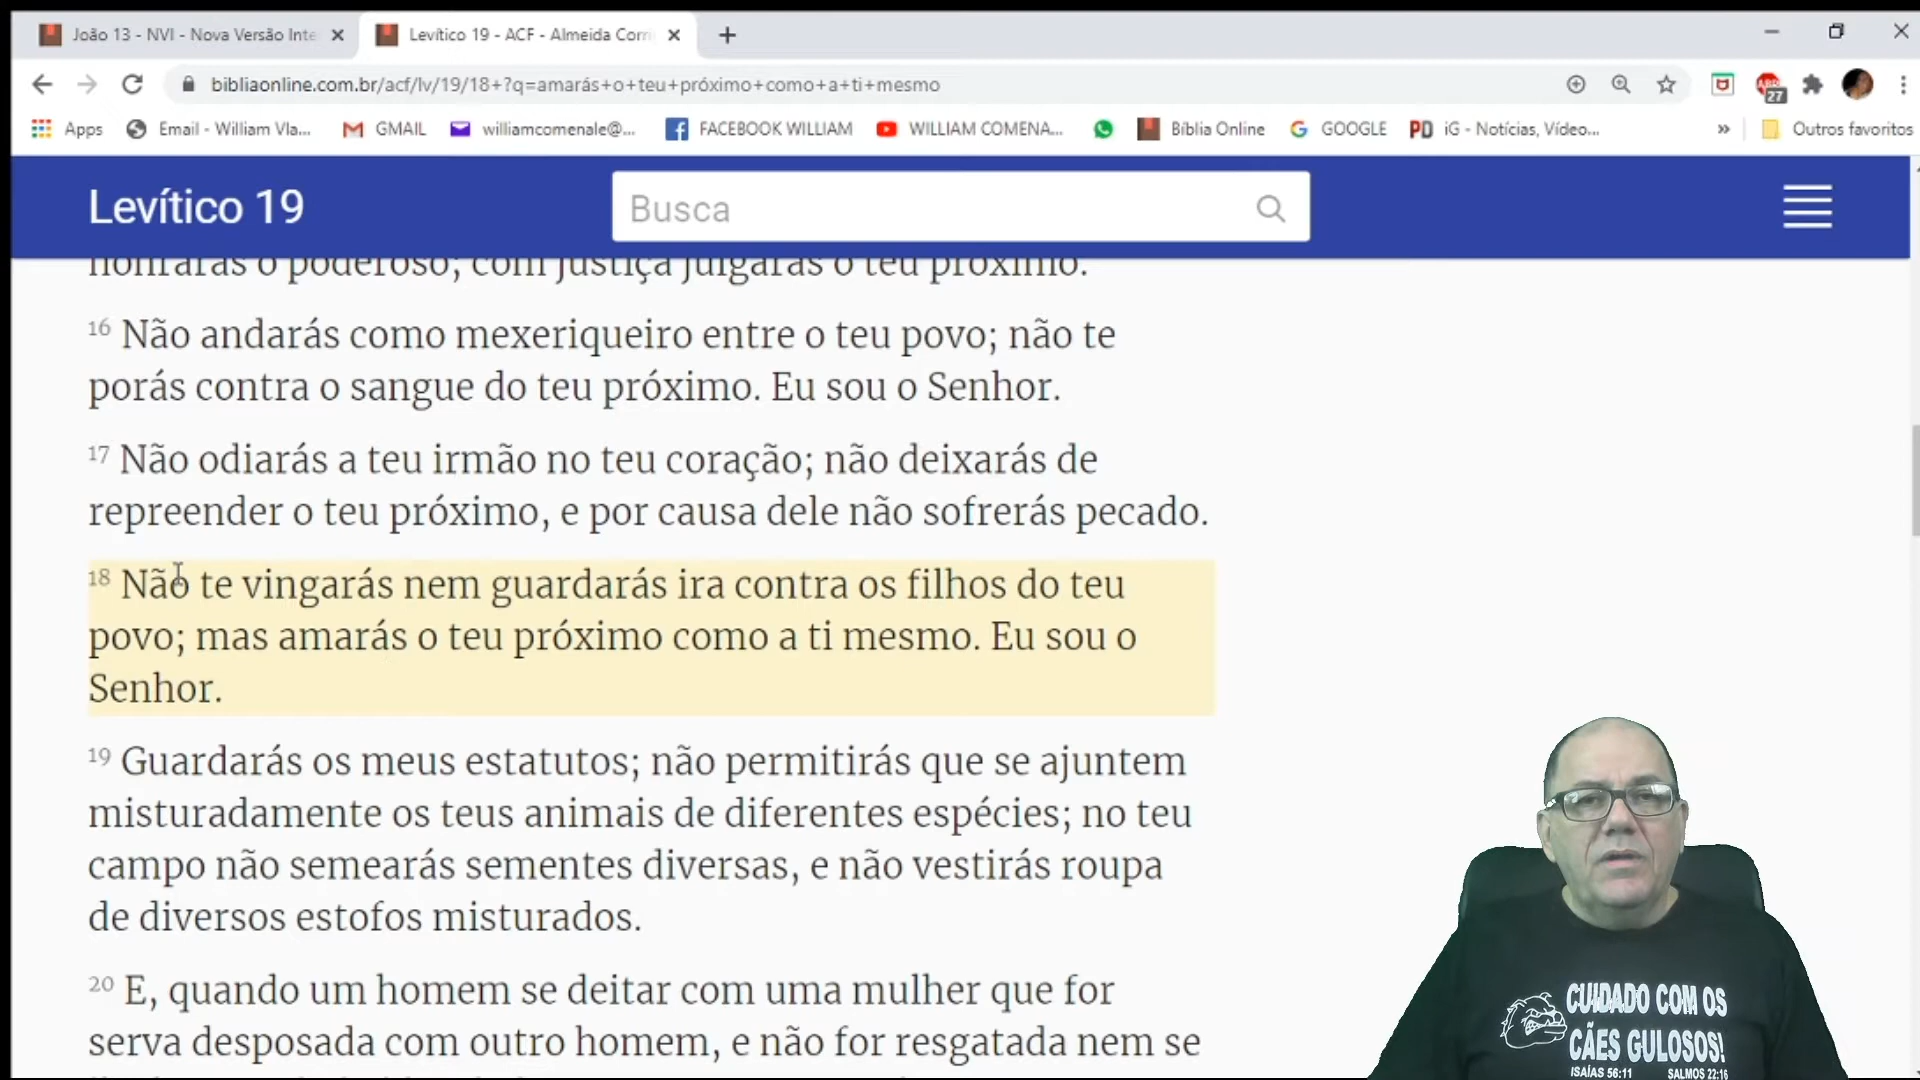 João 13 - NVI - Nova Versão Inte
Levítico 19 - ACF - Almeida Corri
bibliaonline.com.br/acf/lv/19/18+?q=amarás+o+teu+próximo+como+a+ti+mesmo
27
Apps
Email - William Vla...
GMAIL
williamcomenale@...
FACEBOOK WILLIAM
WILLIAM COMENA...
Bíblia Online
GOOGLE
PD iG - Notícias, Vídeo...
Outros favoritos
Levítico 19
Busca
honrarás o poderoso; com justiça julgarás o teu próximo.
16 Não andarás como mexeriqueiro entre o teu povo; não te
porás contra o sangue do teu próximo. Eu sou o Senhor.
17 Não odiarás a teu irmão no teu coração; não deixarás de
repreender o teu próximo, e por causa dele não sofrerás pecado.
18 Não te vingarás nem guardarás ira contra os filhos do teu
povo; mas amarás o teu próximo como a ti mesmo. Eu sou o
Senhor.
19 Guardarás os meus estatutos; não permitirás que se ajuntem
misturadamente os teus animais de diferentes espécies; no teu
campo não semearás sementes diversas, e não vestirás roupa
de diversos estofos misturados.
20 E, quando um homem se deitar com uma mulher que for
serva desposada com outro homem, e não for resgatada nem se
CUIDADO COM OS
CÃES GULOSOS!
ISAÍAS 56:11 SALMOS 22:16